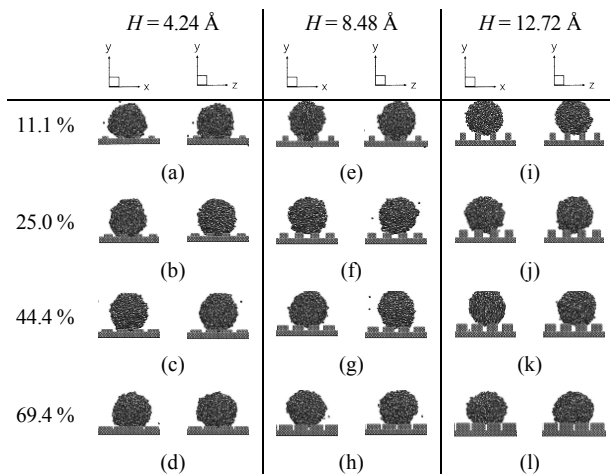 H = 4.24 Å H = 8.48 Å H = 12.72 Å
y y y y y y
x z x z x z
11.1 %
(a) (e) (i)
25.0 %
(b) (f) (j)
44.4 %
(c) (g) (k)
69.4 %
(d) (h) (l)